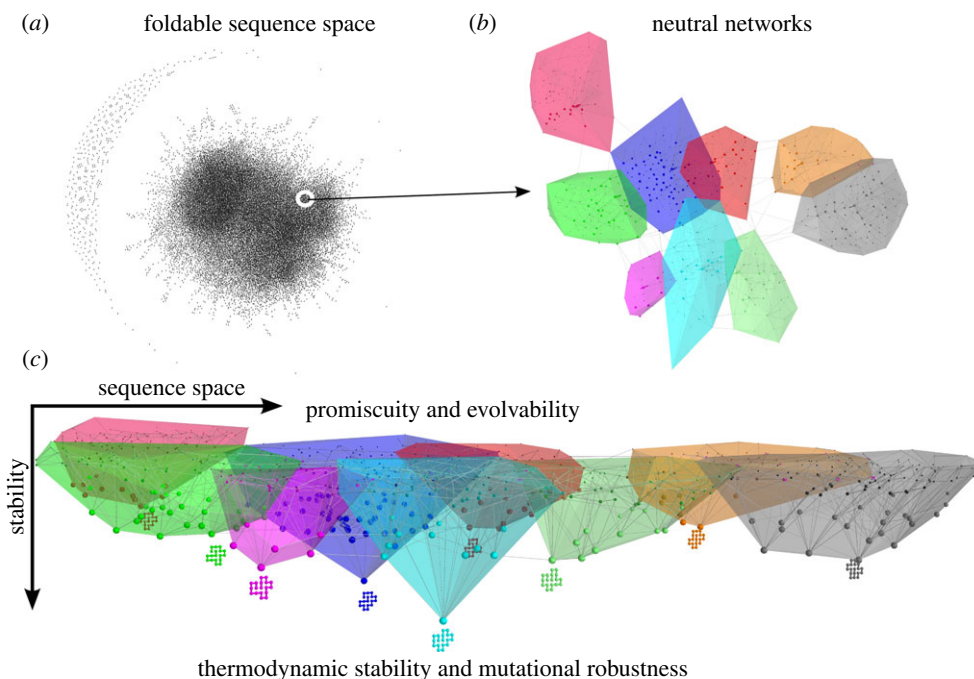 (a) foldable sequence space
(b) neutral networks
(c)
sequence space
promiscuity and evolvability
stability
thermodynamic stability and mutational robustness